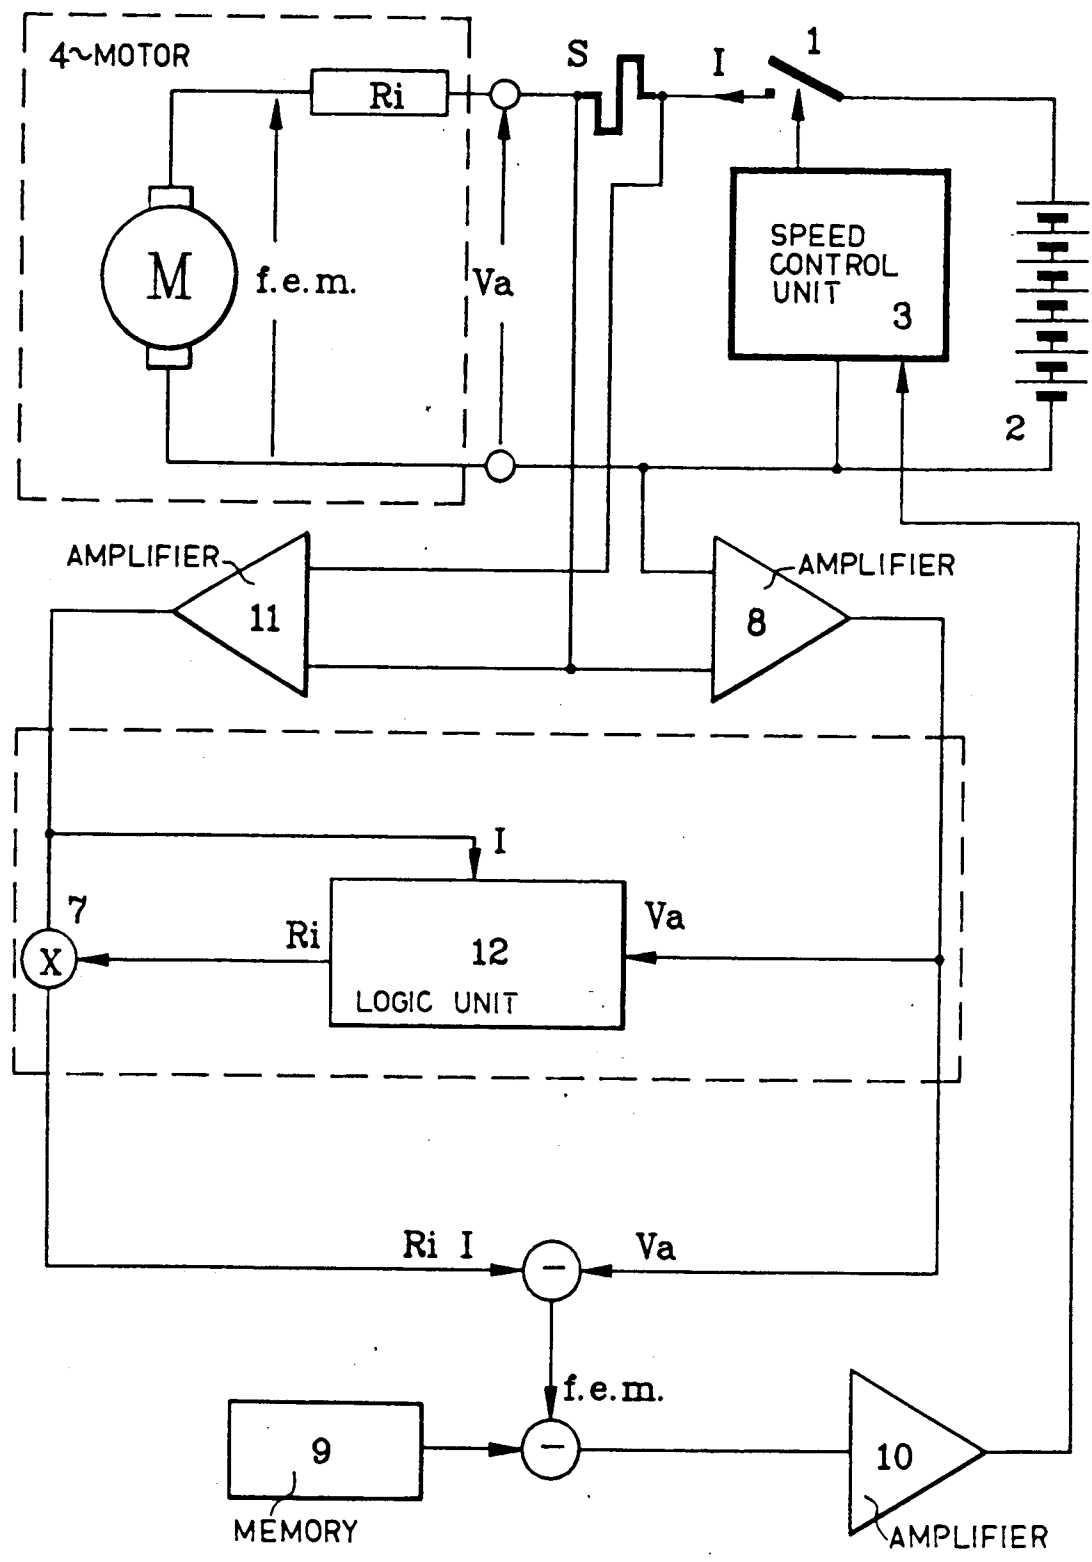 4~MOTOR
Ri
S
I
1
M
f.e.m.
Va
SPEED
CONTROL
UNIT
3
2
AMPLIFIER
11
AMPLIFIER
8
I
7
X
Ri
12
LOGIC UNIT
Va
Ri I
−
Va
f.e.m.
9
−
10
MEMORY
AMPLIFIER